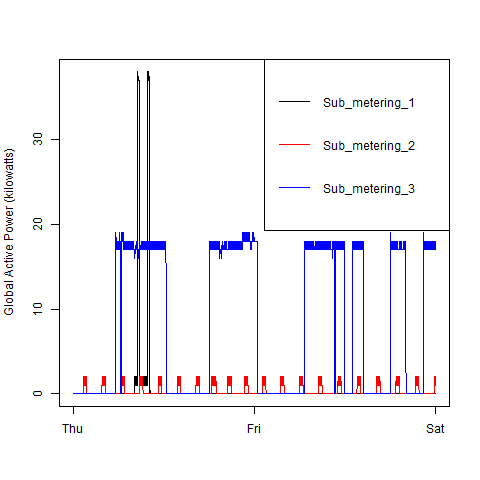 Sub_metering_1
Sub_metering_2
Sub_metering_3
Global Active Power (kilowatts)
30
20
10
0
Thu Fri Sat